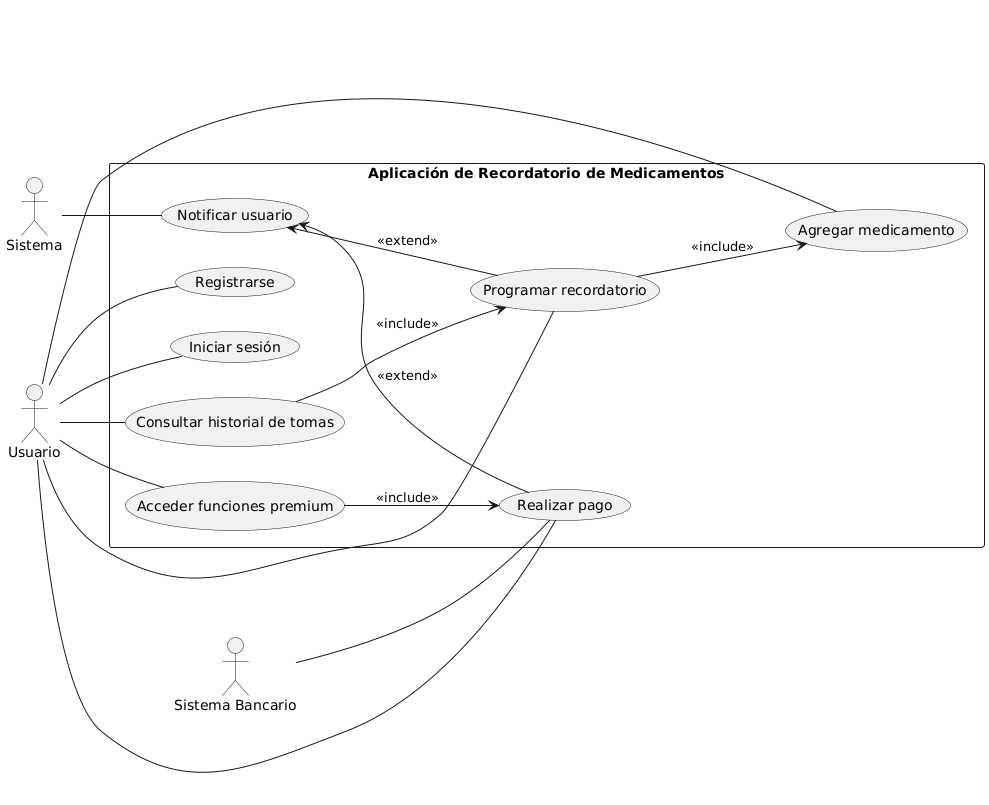 Aplicación de Recordatorio de Medicamentos
Sistema
Notificar usuario
«extend»
«include»
Agregar medicamento
Registrarse
Programar recordatorio
«include»
Iniciar sesión
«extend»
Usuario
Consultar historial de tomas
Acceder funciones premium
«include»
Realizar pago
Sistema Bancario